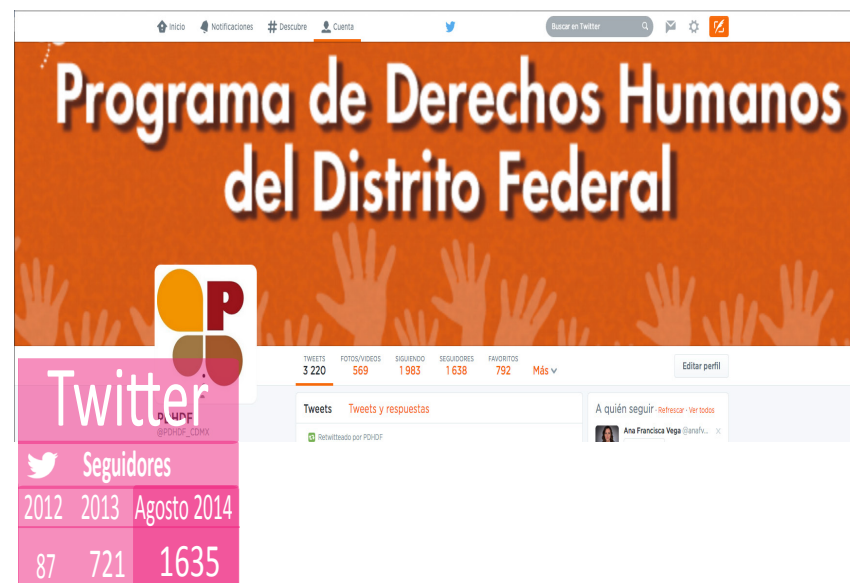 Inicio Notificaciones Descubre Cuenta Buscar en Twitter
Programa de Derechos Humanos
del Distrito Federal
P
TWEETS FOTOS/VIDEOS SIGUIENDO SEGUIDORES FAVORITOS
3 220 569 1 983 1 638 792 Más Editar perfil
Tweets Tweets y respuestas
A quién seguir · Refrescar · Ver todos
PDHDF
@PDHDF_CDMX
Retwitteado por PDHDF
Ana Francisca Vega @anafv...
Twitter
Seguidores
2012 2013 Agosto 2014
87 721 1635